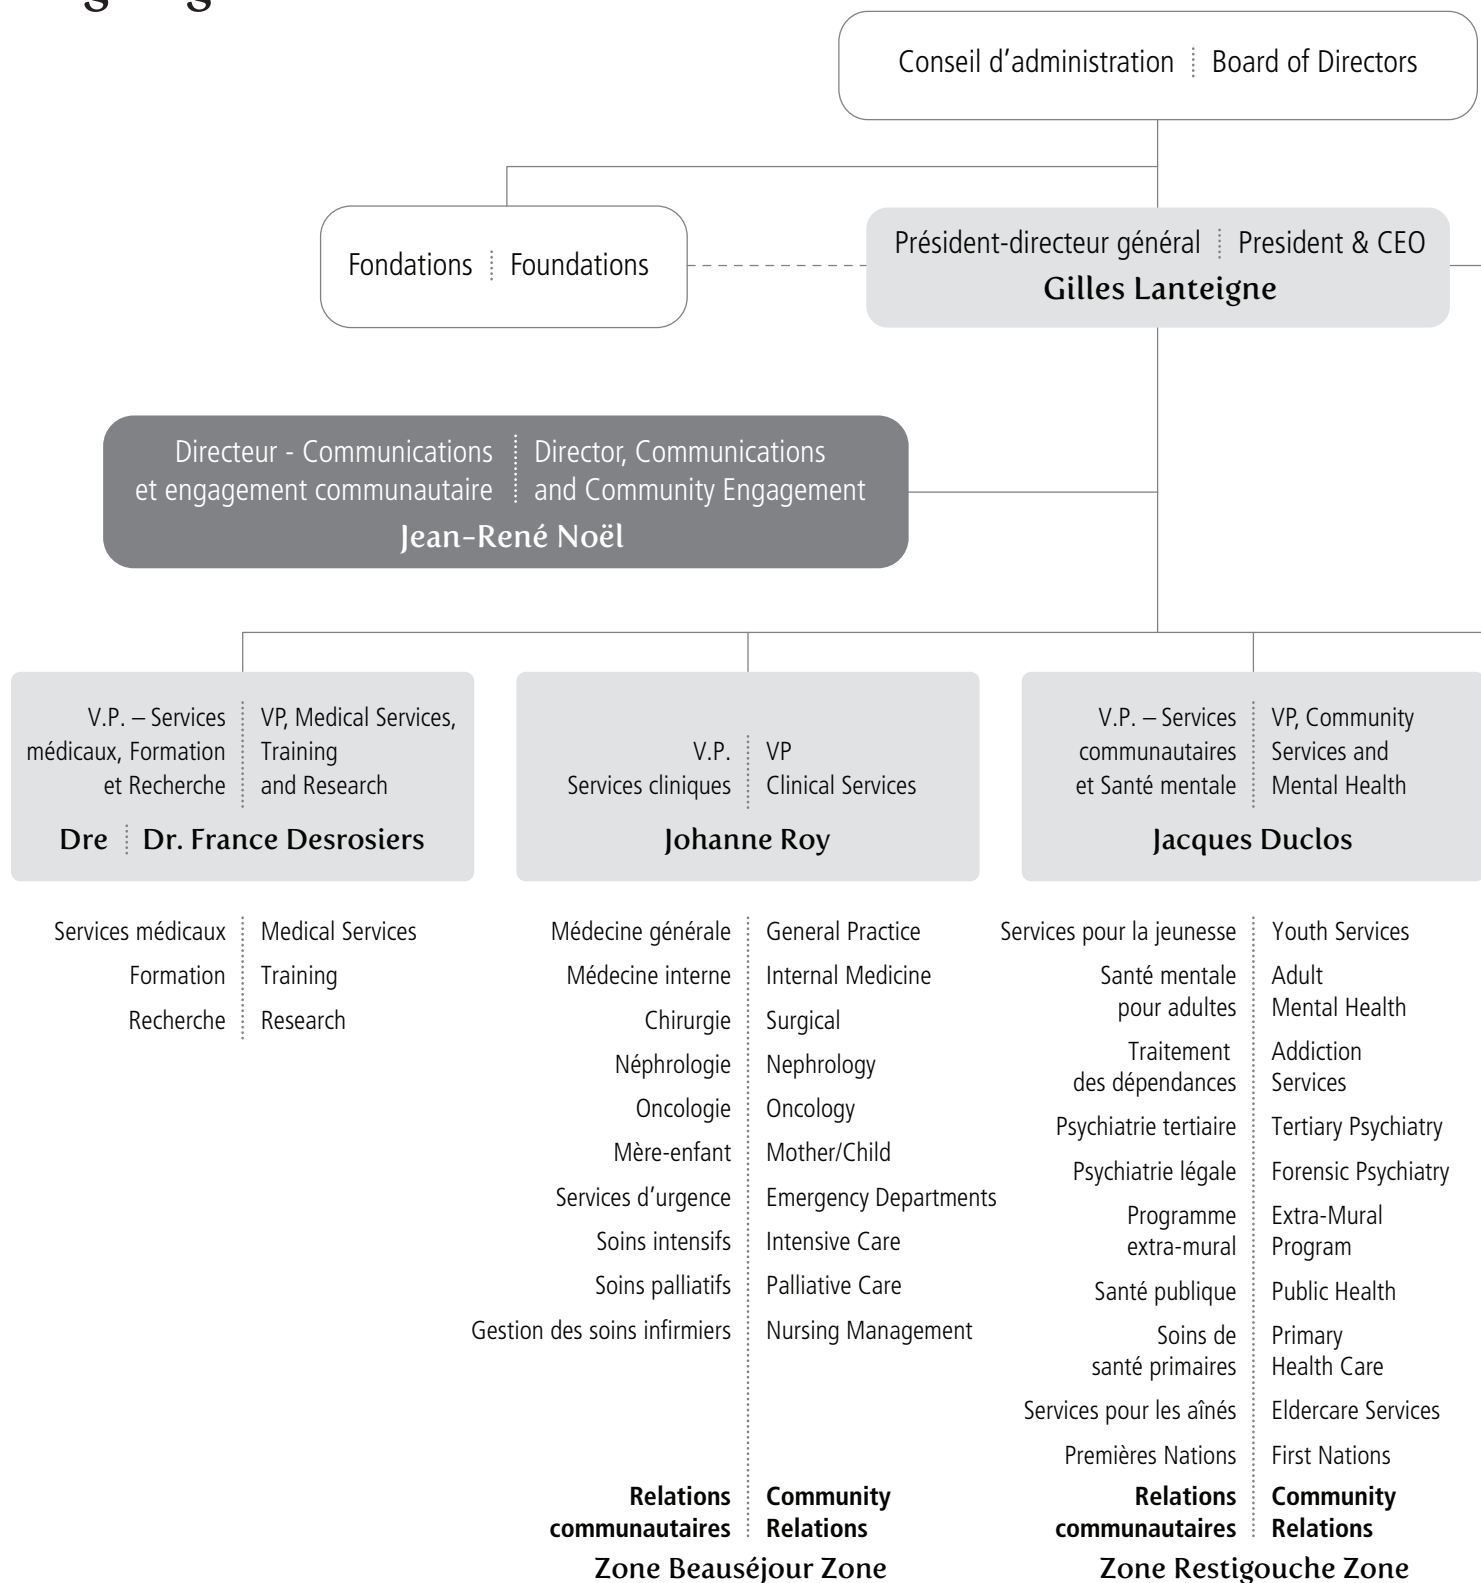 Conseil d'administration Board of Directors
Fondations Foundations
Président-directeur général President & CEO
Gilles Lanteigne
Directeur - Communications Director, Communications
et engagement communautaire and Community Engagement
Jean-René Noël
V.P. – Services VP, Medical Services,
médicaux, Formation Training
et Recherche and Research
Dre Dr. France Desrosiers
Services médicaux Medical Services
Formation Training
Recherche Research
V.P. VP
Services cliniques Clinical Services
Johanne Roy
Médecine générale General Practice
Médecine interne Internal Medicine
Chirurgie Surgical
Néphrologie Nephrology
Oncologie Oncology
Mère-enfant Mother/Child
Services d'urgence Emergency Departments
Soins intensifs Intensive Care
Soins palliatifs Palliative Care
Gestion des soins infirmiers Nursing Management
Relations Community
communautaires Relations
Zone Beauséjour Zone
V.P. – Services VP, Community
communautaires Services and
et Santé mentale Mental Health
Jacques Duclos
Services pour la jeunesse Youth Services
Santé mentale Adult
pour adultes Mental Health
Traitement Addiction
des dépendances Services
Psychiatrie tertiaire Tertiary Psychiatry
Psychiatrie légale Forensic Psychiatry
Programme Extra-Mural
extra-mural Program
Santé publique Public Health
Soins de Primary
santé primaires Health Care
Services pour les aînés Eldercare Services
Premières Nations First Nations
Relations Community
communautaires Relations
Zone Restigouche Zone